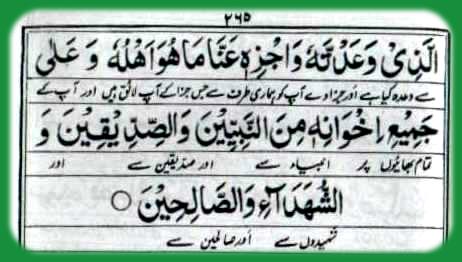 ٢٦٥
الَّذِیْ وَعَدْتَّهٗ وَاجْزِهٖ عَنَّا مَا هُوَ اَهْلُهٗ وَ عَلٰی
سے وعدہ کیا ہے اور جزا دے آپ کو ہماری طرف سے جس جزا کے آپ لائق ہیں اور آپ کے
جَمِیْعِ اِخْوَانِهٖ مِنَ النَّبِیِّیْنَ وَالصِّدِّیْقِیْنَ وَ
تمام بھائیوں پر انبیاء سے اور صدیقین سے اور
الشُّهَدَآءِ وَالصَّالِحِیْنَ ○
شہیدوں سے اور صالحین سے